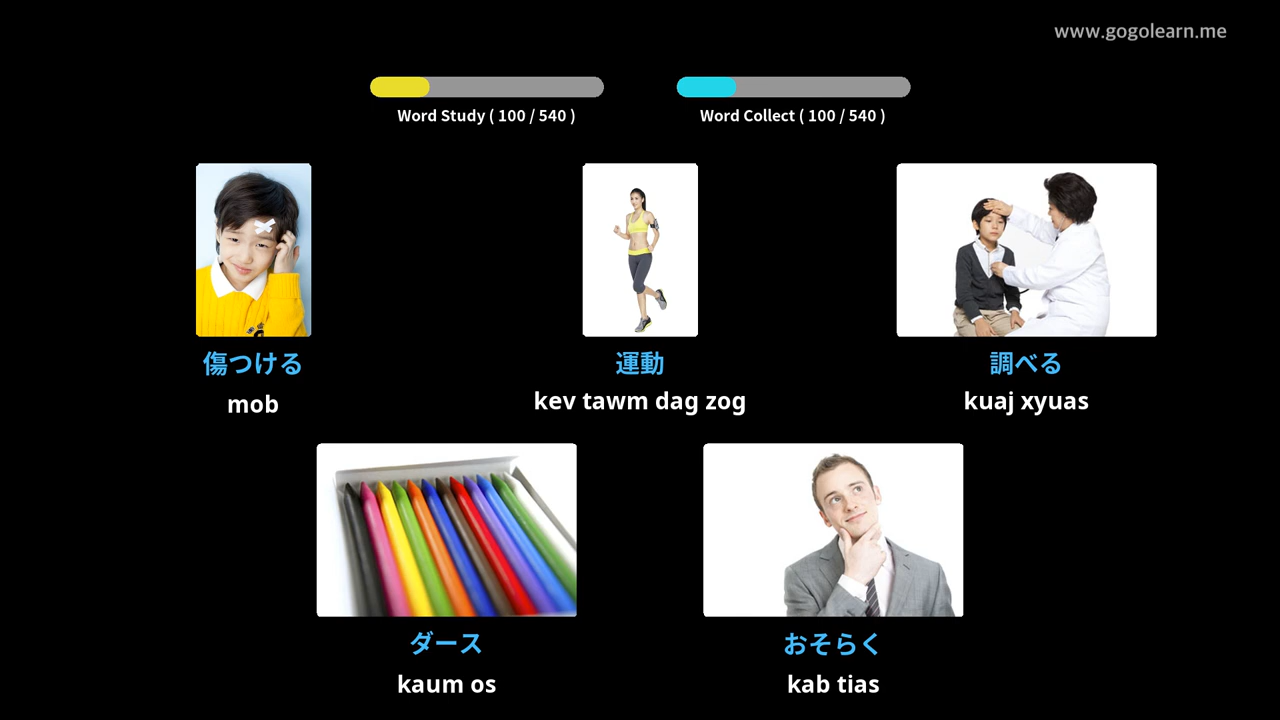 www.gogolearn.me
Word Study ( 100 / 540 )
Word Collect ( 100 / 540 )
傷つける
運動
調べる
mob
kev tawm dag zog
kuaj xyuas
ダース
おそらく
kaum os
kab tias